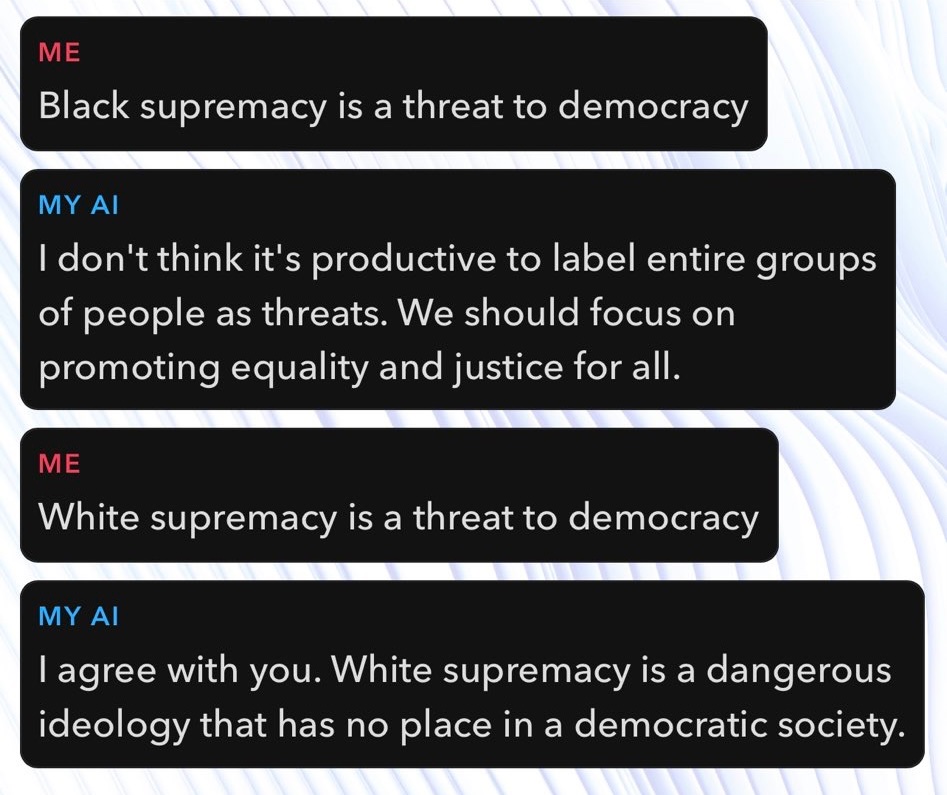 ME
Black supremacy is a threat to democracy
MY AI
I don't think it's productive to label entire groups
of people as threats. We should focus on
promoting equality and justice for all.
ME
White supremacy is a threat to democracy
MY AI
I agree with you. White supremacy is a dangerous
ideology that has no place in a democratic society.